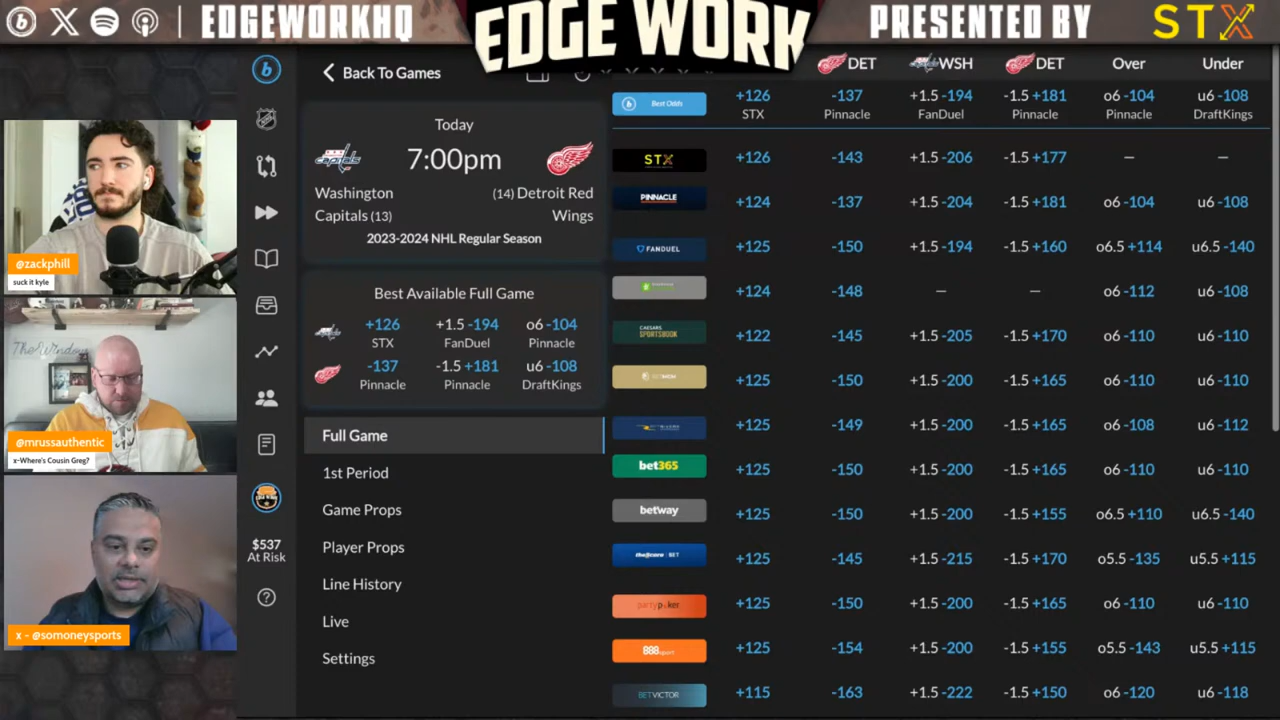 EDGEWORKHQ
EDGE WORK
PRESENTED BY STX
@zackphill
suck it kyle
The Window
@mrussauthentic
x-Where's Cousin Greg?
x - @somoneysports
$537
At Risk
Back To Games
Today
capitals
7:00pm
Washington
Capitals (13)
(14) Detroit Red
Wings
2023-2024 NHL Regular Season
Best Available Full Game
+126 +1.5 -194 o6 -104
STX FanDuel Pinnacle
-137 -1.5 +181 u6 -108
Pinnacle Pinnacle DraftKings
Full Game
1st Period
Game Props
Player Props
Line History
Live
Settings
DET WSH DET Over Under
Best Odds +126 -137 +1.5 -194 -1.5 +181 o6 -104 u6 -108
STX Pinnacle FanDuel Pinnacle Pinnacle DraftKings
STX +126 -143 +1.5 -206 -1.5 +177 — —
PINNACLE +124 -137 +1.5 -204 -1.5 +181 o6 -104 u6 -108
FANDUEL +125 -150 +1.5 -194 -1.5 +160 o6.5 +114 u6.5 -140
+124 -148 — — o6 -112 u6 -108
CAESARS SPORTSBOOK +122 -145 +1.5 -205 -1.5 +170 o6 -110 u6 -110
+125 -150 +1.5 -200 -1.5 +165 o6 -110 u6 -110
+125 -149 +1.5 -200 -1.5 +165 o6 -108 u6 -112
bet365 +125 -150 +1.5 -200 -1.5 +165 o6 -110 u6 -110
betway +125 -150 +1.5 -200 -1.5 +155 o6.5 +110 u6.5 -140
theScore BET +125 -145 +1.5 -215 -1.5 +170 o5.5 -135 u5.5 +115
partypoker +125 -150 +1.5 -200 -1.5 +165 o6 -110 u6 -110
888sport +125 -154 +1.5 -200 -1.5 +155 o5.5 -143 u5.5 +115
BETVICTOR +115 -163 +1.5 -222 -1.5 +150 o6 -120 u6 -118